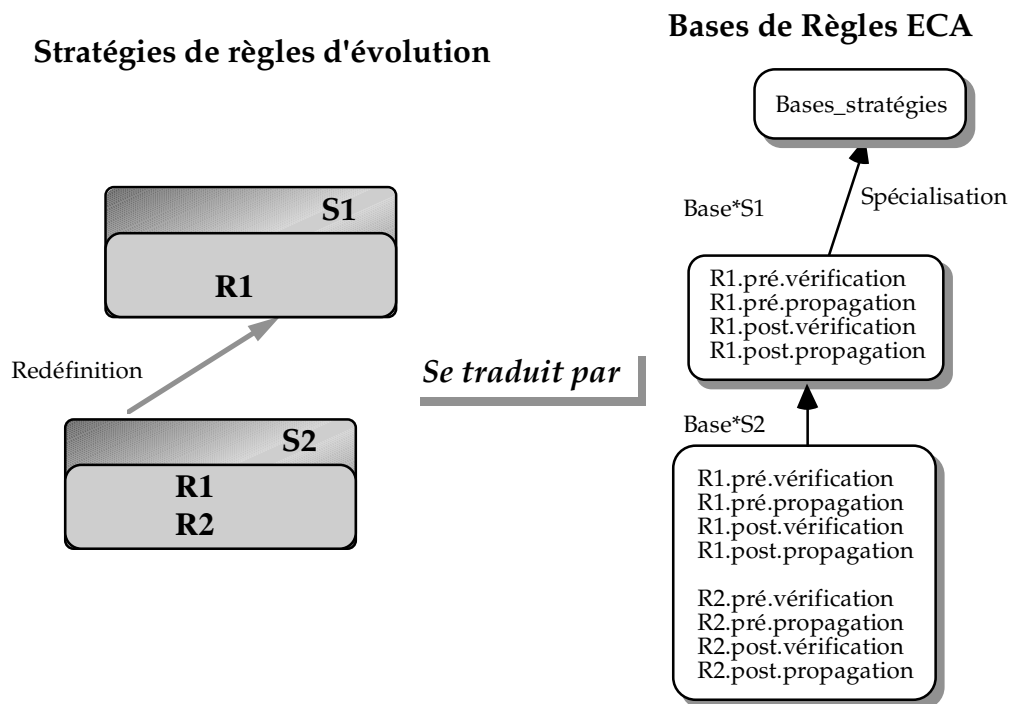 Stratégies de règles d'évolution
S1
R1
Redéfinition
S2
R1
R2
Se traduit par
Bases de Règles ECA
Bases_stratégies
Spécialisation
Base*S1
R1.pré.vérification
R1.pré.propagation
R1.post.vérification
R1.post.propagation
Base*S2
R1.pré.vérification
R1.pré.propagation
R1.post.vérification
R1.post.propagation
R2.pré.vérification
R2.pré.propagation
R2.post.vérification
R2.post.propagation